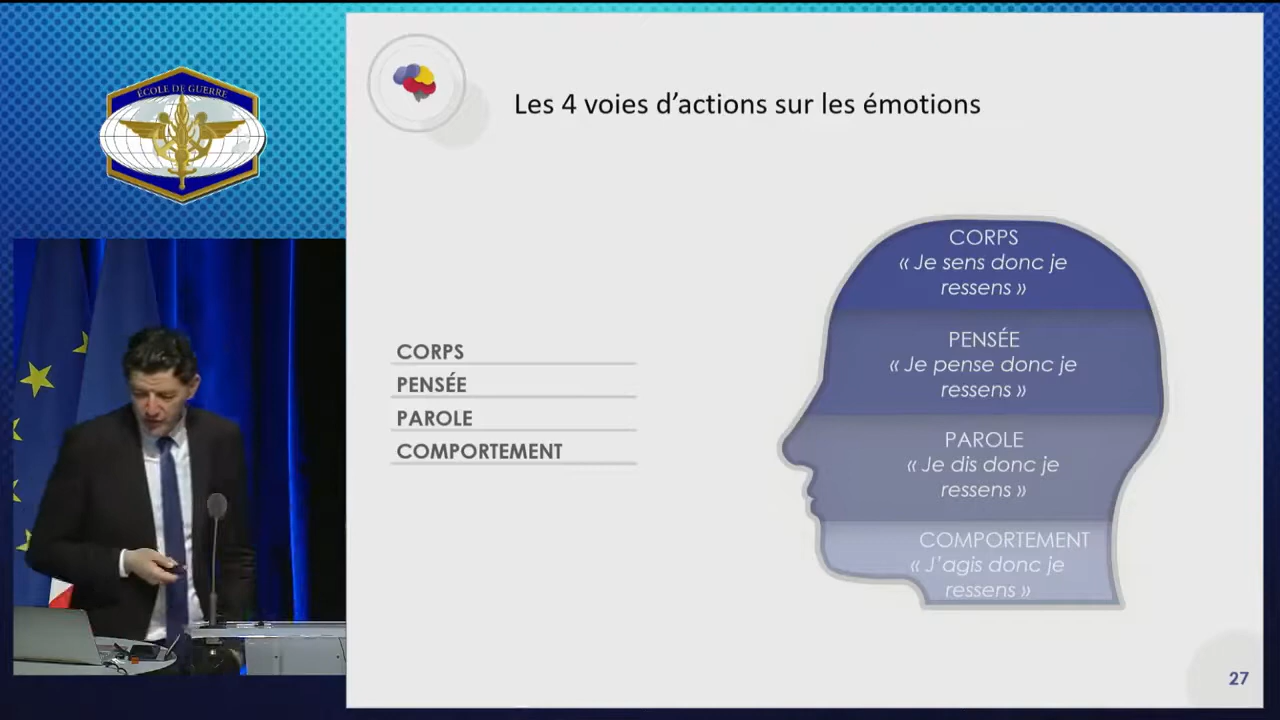 ÉCOLE DE GUERRE
Les 4 voies d’actions sur les émotions
CORPS
PENSÉE
PAROLE
COMPORTEMENT
CORPS
« Je sens donc je
ressens »
PENSÉE
« Je pense donc je
ressens »
PAROLE
« Je dis donc je
ressens »
COMPORTEMENT
« J’agis donc je
ressens »
27